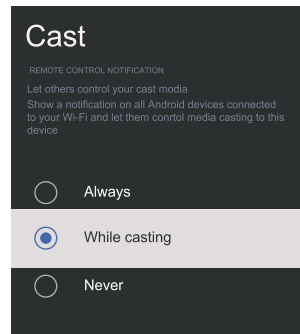 Cast
REMOTE CONTROL NOTIFICATION
Let others control your cast modia
Show a notification on all Android devices connected
to your Wi-Fi and let them conrtol media casting to this
device
Always
While casting
Never